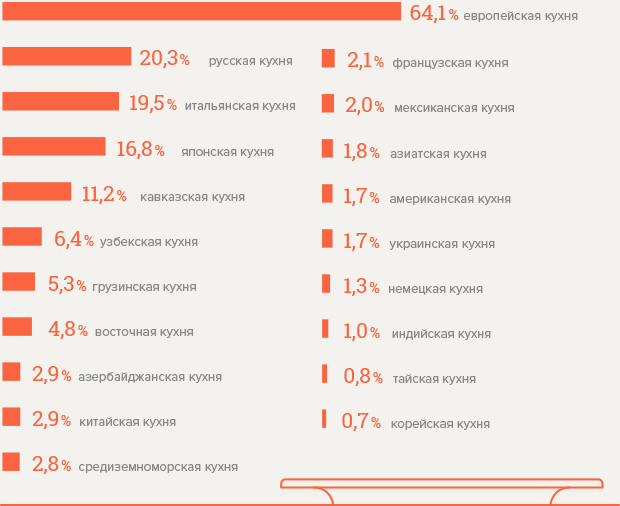 64,1% европейская кухня
20,3% русская кухня
19,5% итальянская кухня
16,8% японская кухня
11,2% кавказская кухня
6,4% узбекская кухня
5,3% грузинская кухня
4,8% восточная кухня
2,9% азербайджанская кухня
2,9% китайская кухня
2,8% средиземноморская кухня
2,1% французская кухня
2,0% мексиканская кухня
1,8% азиатская кухня
1,7% американская кухня
1,7% украинская кухня
1,3% немецкая кухня
1,0% индийская кухня
0,8% тайская кухня
0,7% корейская кухня